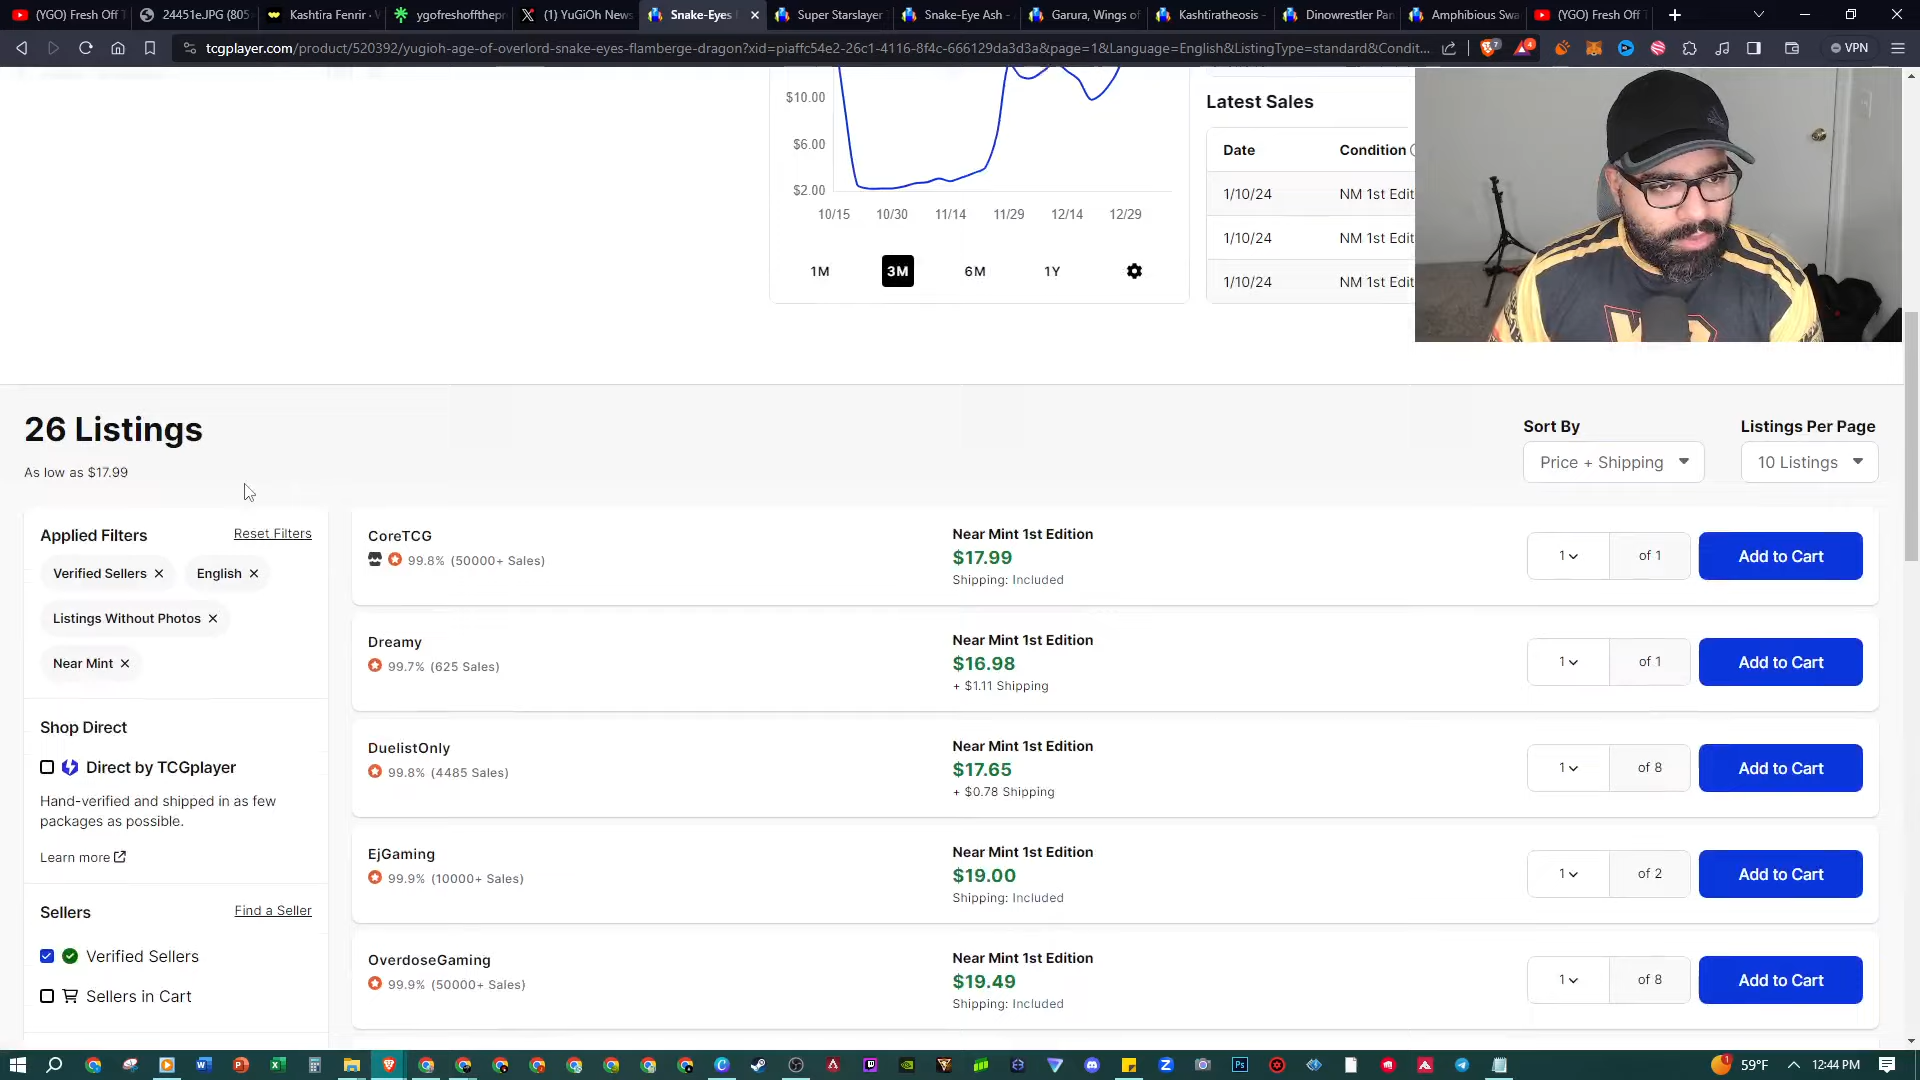 (YGO) Fresh Off T
24451e.JPG (805
Kashtira Fenrir -
ygofreshoffthepr
(1) YuGiOh News
Snake-Eyes
Super Starslayer
Snake-Eye Ash -
Garura, Wings of
Kashtiratheosis -
Dinowrestler Pan
Amphibious Swa
(YGO) Fresh Off T
tcgplayer.com/product/520392/yugioh-age-of-overlord-snake-eyes-flamberge-dragon?xid=piaffc54e2-26c1-4116-8f4c-666129da3d3a&page=1&Language=English&ListingType=standard&Condit...
7
4
VPN
$10.00
$6.00
$2.00
10/15 10/30 11/14 11/29 12/14 12/29
1M 3M 6M 1Y
Latest Sales
Date Condition
1/10/24 NM 1st Edit
1/10/24 NM 1st Edit
1/10/24 NM 1st Edit
26 Listings
As low as $17.99
Sort By
Price + Shipping
Listings Per Page
10 Listings
Applied Filters Reset Filters
Verified Sellers × English ×
Listings Without Photos ×
Near Mint ×
Shop Direct
Direct by TCGplayer
Hand-verified and shipped in as few
packages as possible.
Learn more
Sellers Find a Seller
Verified Sellers
Sellers in Cart
CoreTCG
99.8% (50000+ Sales)
Near Mint 1st Edition
$17.99
Shipping: Included
1 of 1 Add to Cart
Dreamy
99.7% (625 Sales)
Near Mint 1st Edition
$16.98
+ $1.11 Shipping
1 of 1 Add to Cart
DuelistOnly
99.8% (4485 Sales)
Near Mint 1st Edition
$17.65
+ $0.78 Shipping
1 of 8 Add to Cart
EjGaming
99.9% (10000+ Sales)
Near Mint 1st Edition
$19.00
Shipping: Included
1 of 2 Add to Cart
OverdoseGaming
99.9% (50000+ Sales)
Near Mint 1st Edition
$19.49
Shipping: Included
1 of 8 Add to Cart
1
59°F
12:44 PM